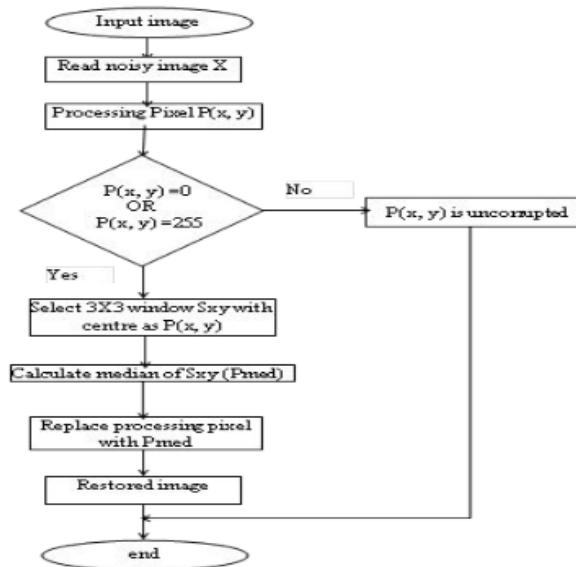 Input image
Read noisy image X
Processing Pixel P(x, y)
P(x, y) =0
OR
P(x, y) =255
No
P(x, y) is uncorrupted
Yes
Select 3X3 window Sxy with
centre as P(x, y)
Calculate median of Sxy (Pmed)
Replace processing pixel
with Pmed
Restored image
end